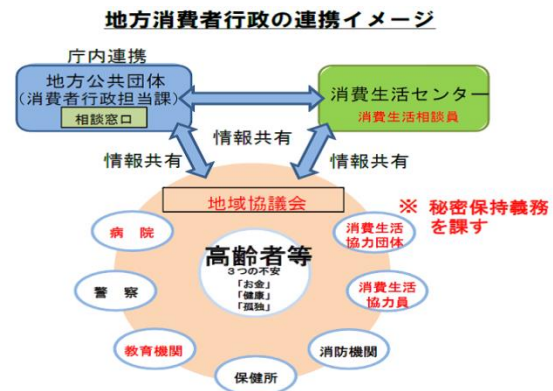 地方消費者行政の連携イメージ
庁内連携
地方公共団体
(消費者行政担当課)
相談窓口
消費生活センター
消費生活相談員
情報共有
情報共有
情報共有
地域協議会
※ 秘密保持義務
を課す
病院
消費生活
協力団体
高齢者等
3つの不安
「お金」
「健康」
「孤独」
警察
消費生活
協力員
教育機関
消防機関
保健所